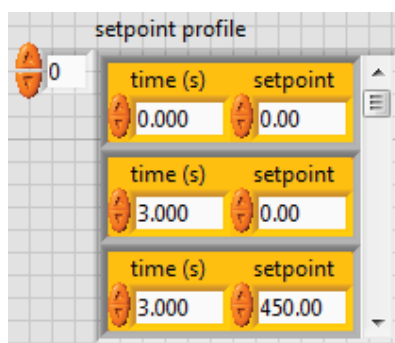 setpoint profile
0
time (s) setpoint
0.000 0.00
time (s) setpoint
3.000 0.00
time (s) setpoint
3.000 450.00